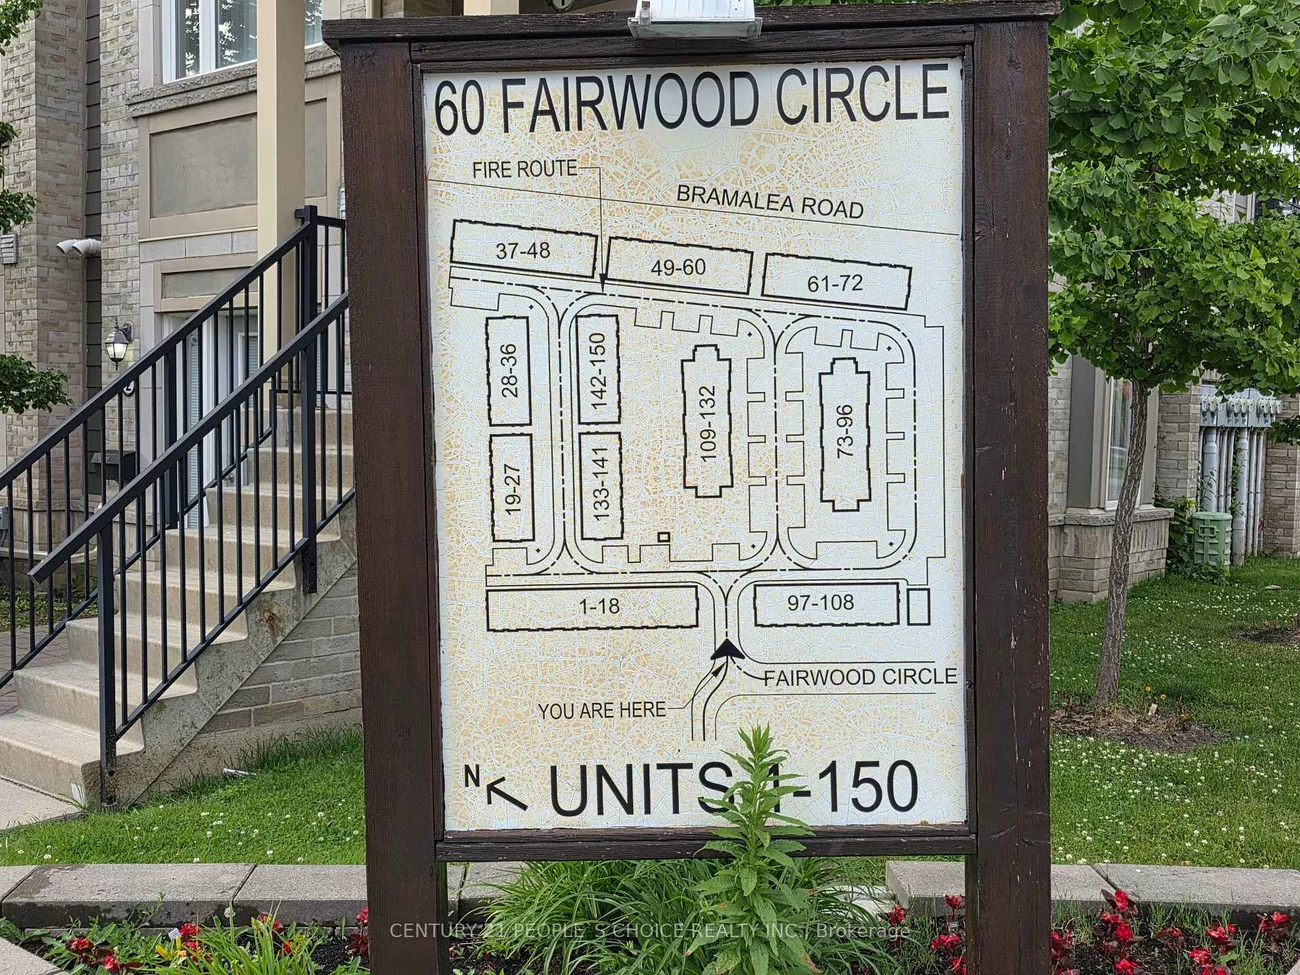 60 FAIRWOOD CIRCLE
FIRE ROUTE
BRAMALEA ROAD
37-48
49-60
61-72
28-36
142-150
109-132
73-96
19-27
133-141
1-18
97-108
FAIRWOOD CIRCLE
YOU ARE HERE
N
UNITS 1-150
CENTURY 21 PEOPLE`S CHOICE REALTY INC., Brokerage